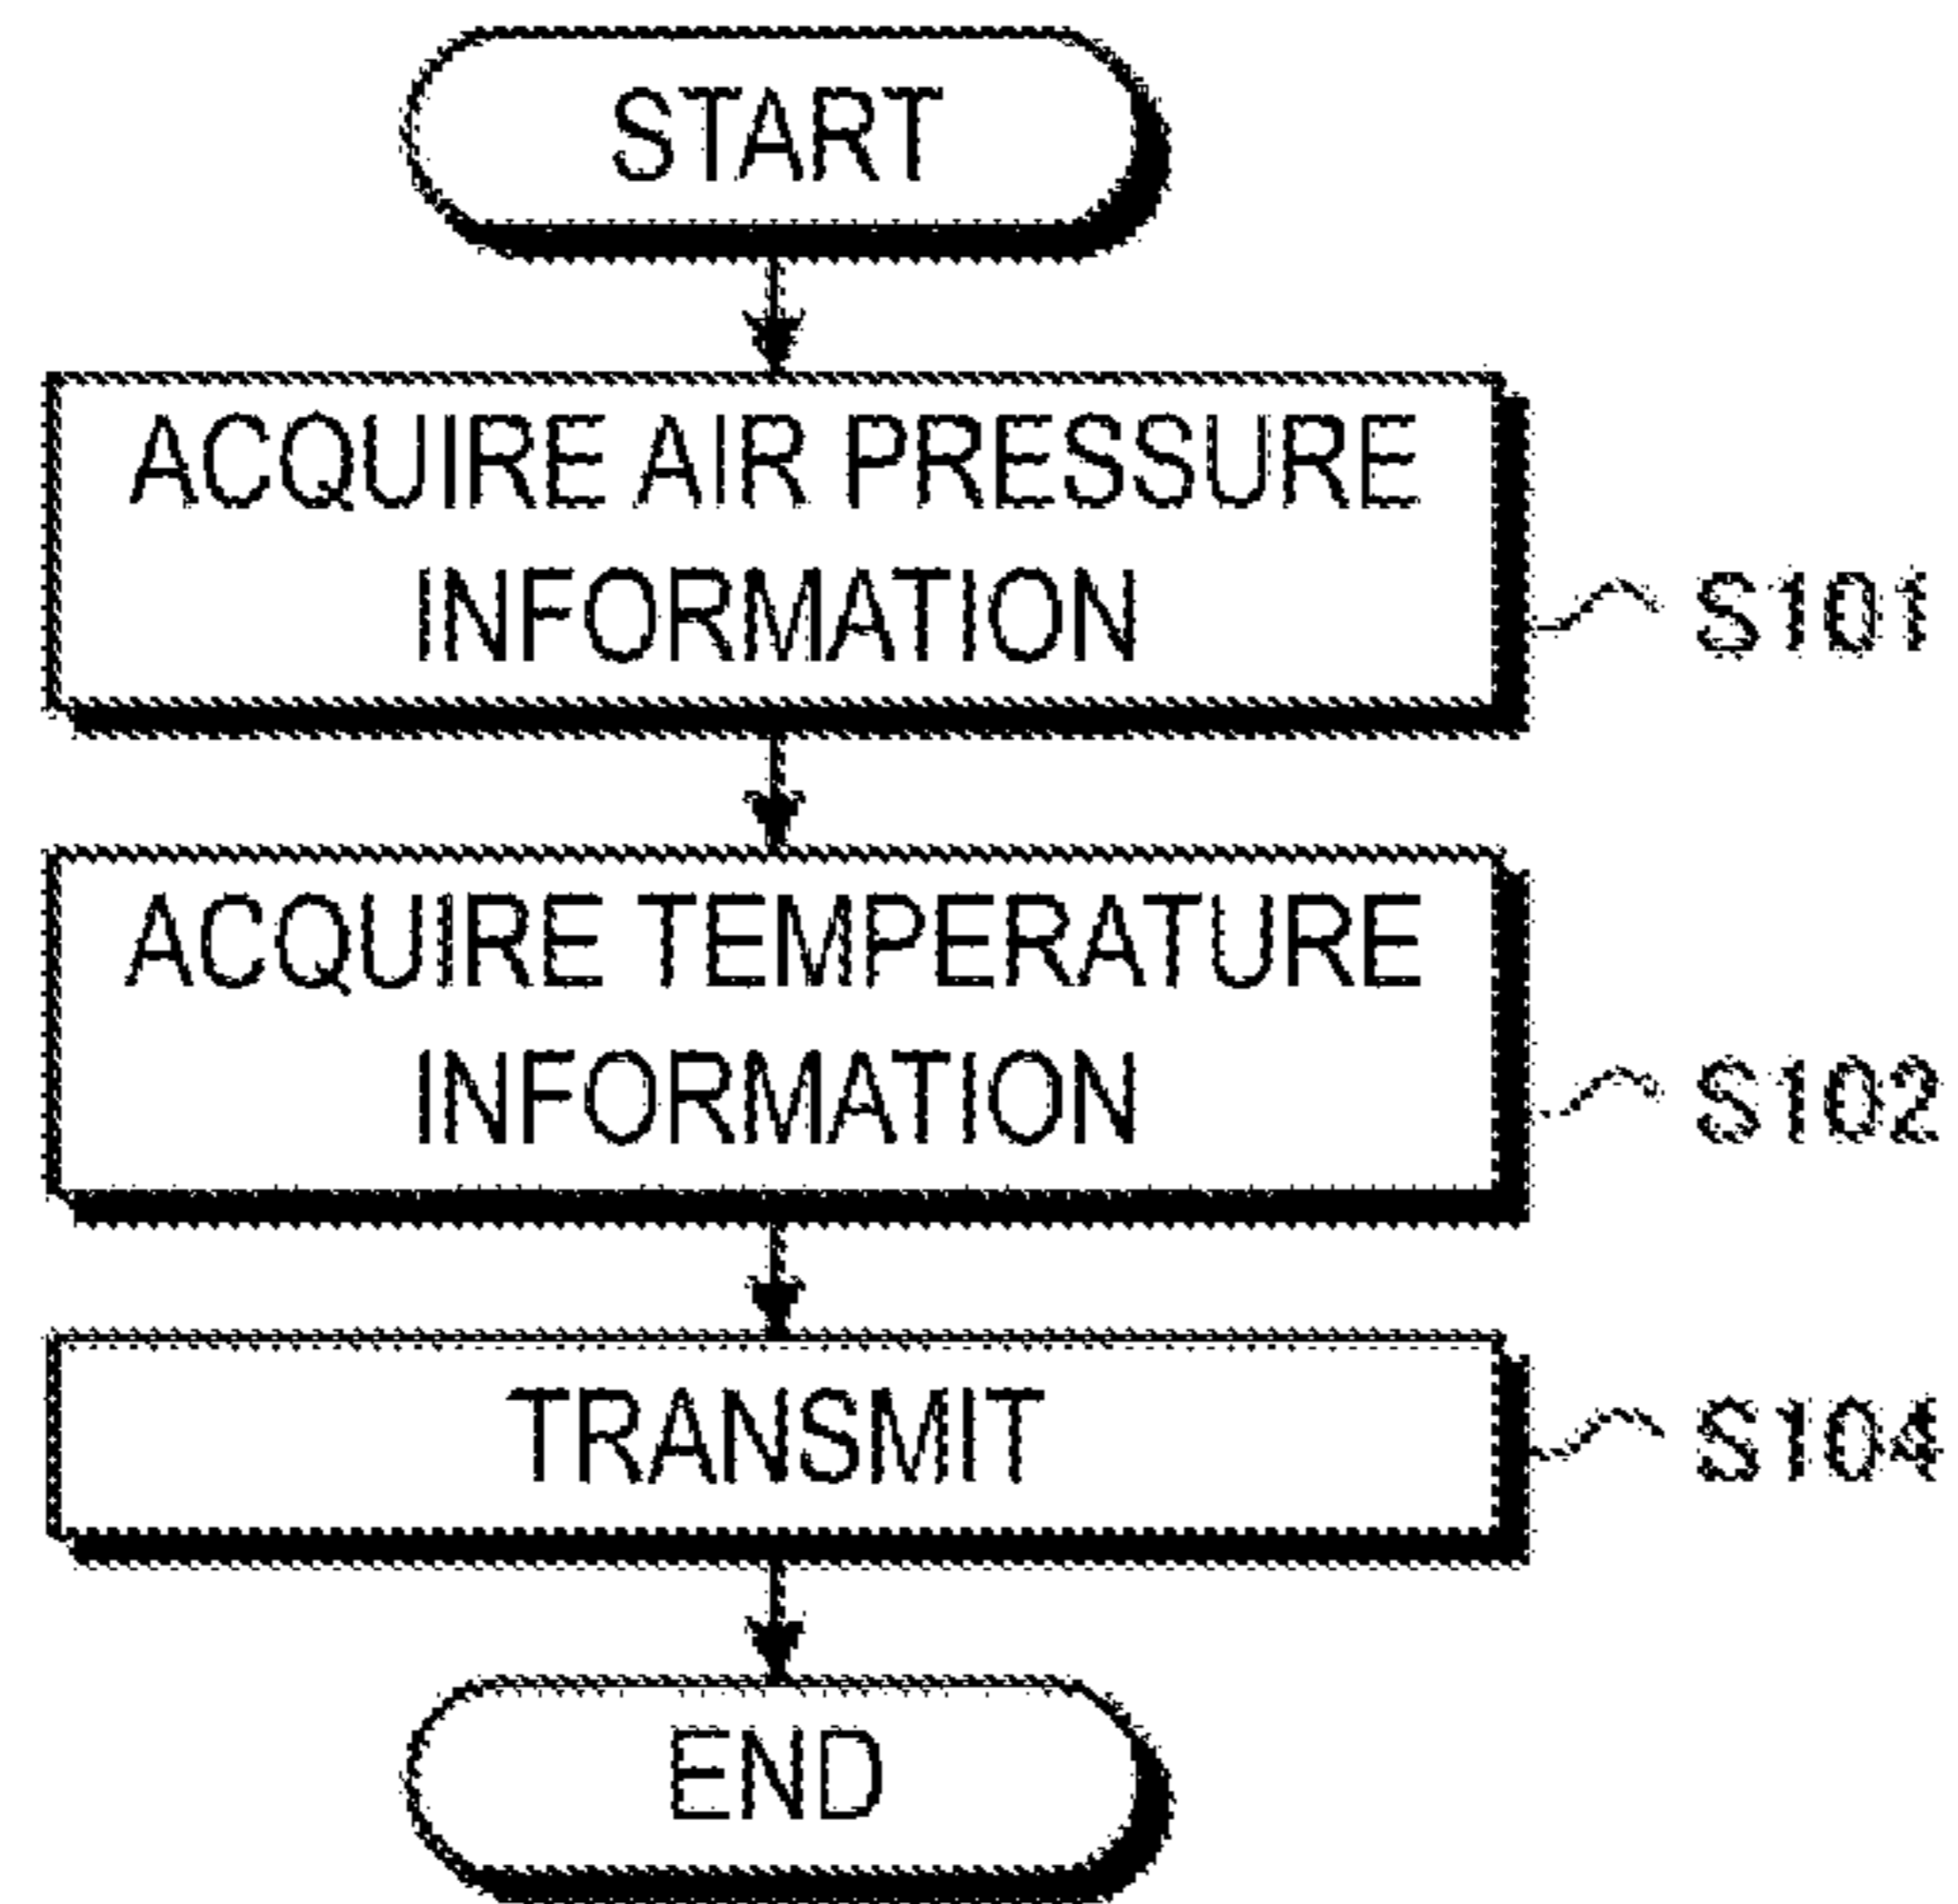 START
ACQUIRE AIR PRESSURE
INFORMATION
S101
ACQUIRE TEMPERATURE
INFORMATION
S102
TRANSMIT
S104
END